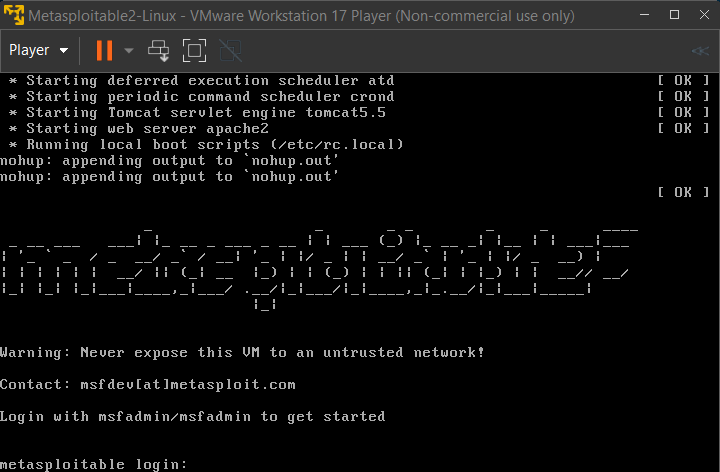 Metasploitable2-Linux - VMware Workstation 17 Player (Non-commercial use only)
Player
* Starting deferred execution scheduler atd [ OK ]
* Starting periodic command scheduler crond [ OK ]
* Starting Tomcat servlet engine tomcat5.5 [ OK ]
* Starting web server apache2 [ OK ]
* Running local boot scripts (/etc/rc.local)
nohup: appending output to `nohup.out'
nohup: appending output to `nohup.out'
[ OK ]
metasploitable2
Warning: Never expose this VM to an untrusted network!
Contact: msfdev[at]metasploit.com
Login with msfadmin/msfadmin to get started
metasploitable login: